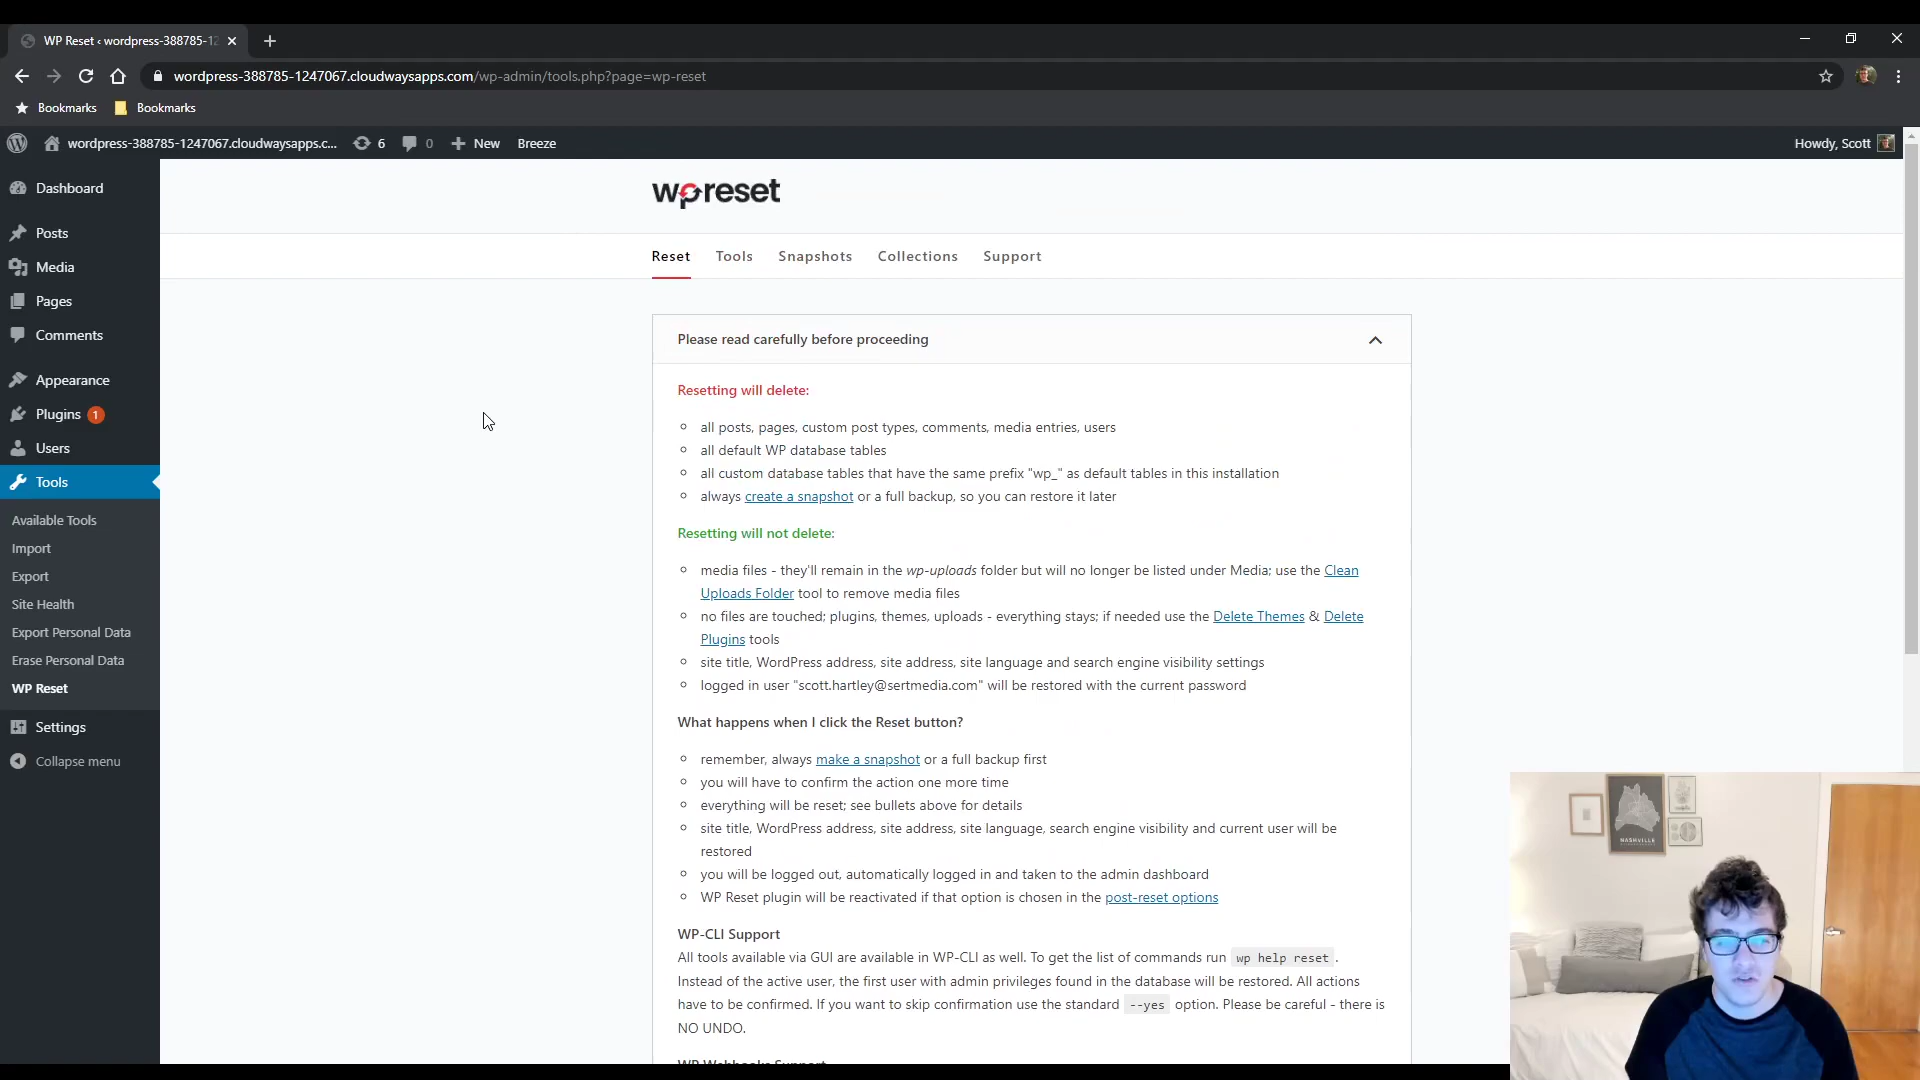 WP Reset ‹ wordpress-388785-12
wordpress-388785-1247067.cloudwaysapps.com/wp-admin/tools.php?page=wp-reset
Bookmarks
Bookmarks
wordpress-388785-1247067.cloudwaysapps.c...
6
0
New
Breeze
Howdy, Scott
Dashboard
Posts
Media
Pages
Comments
Appearance
Plugins 1
Users
Tools
Available Tools
Import
Export
Site Health
Export Personal Data
Erase Personal Data
WP Reset
Settings
Collapse menu
wpreset
Reset
Tools
Snapshots
Collections
Support
Please read carefully before proceeding
Resetting will delete:
all posts, pages, custom post types, comments, media entries, users
all default WP database tables
all custom database tables that have the same prefix "wp_" as default tables in this installation
always create a snapshot or a full backup, so you can restore it later
Resetting will not delete:
media files - they'll remain in the wp-uploads folder but will no longer be listed under Media; use the Clean
Uploads Folder tool to remove media files
no files are touched; plugins, themes, uploads - everything stays; if needed use the Delete Themes & Delete
Plugins tools
site title, WordPress address, site address, site language and search engine visibility settings
logged in user "scott.hartley@sertmedia.com" will be restored with the current password
What happens when I click the Reset button?
remember, always make a snapshot or a full backup first
you will have to confirm the action one more time
everything will be reset; see bullets above for details
site title, WordPress address, site address, site language, search engine visibility and current user will be
restored
you will be logged out, automatically logged in and taken to the admin dashboard
WP Reset plugin will be reactivated if that option is chosen in the post-reset options
WP-CLI Support
All tools available via GUI are available in WP-CLI as well. To get the list of commands run wp help reset .
Instead of the active user, the first user with admin privileges found in the database will be restored. All actions
have to be confirmed. If you want to skip confirmation use the standard --yes option. Please be careful - there is
NO UNDO.
WP Webhooks Support
NASHVILLE